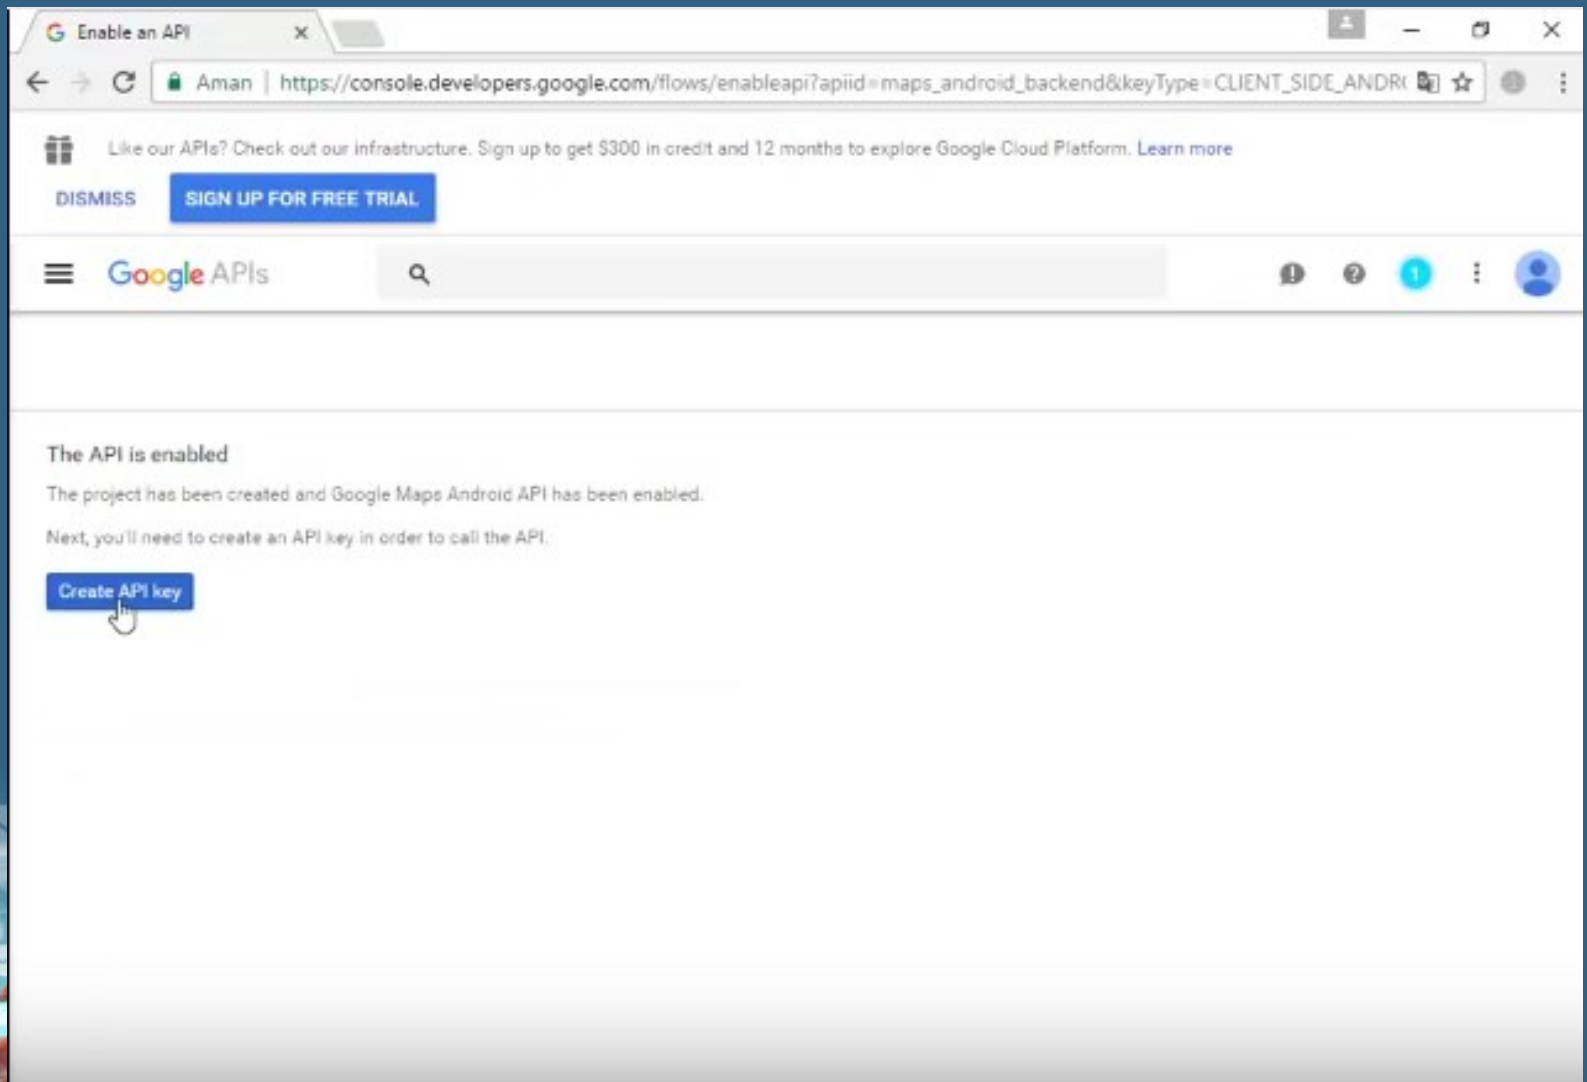 Enable an API
Aman | https://console.developers.google.com/flows/enableapi?apiid=maps_android_backend&keyType=CLIENT_SIDE_ANDR
Like our APIs? Check out our infrastructure. Sign up to get $300 in credit and 12 months to explore Google Cloud Platform. Learn more
DISMISS SIGN UP FOR FREE TRIAL
Google APIs
1
The API is enabled
The project has been created and Google Maps Android API has been enabled.
Next, you'll need to create an API key in order to call the API.
Create API key